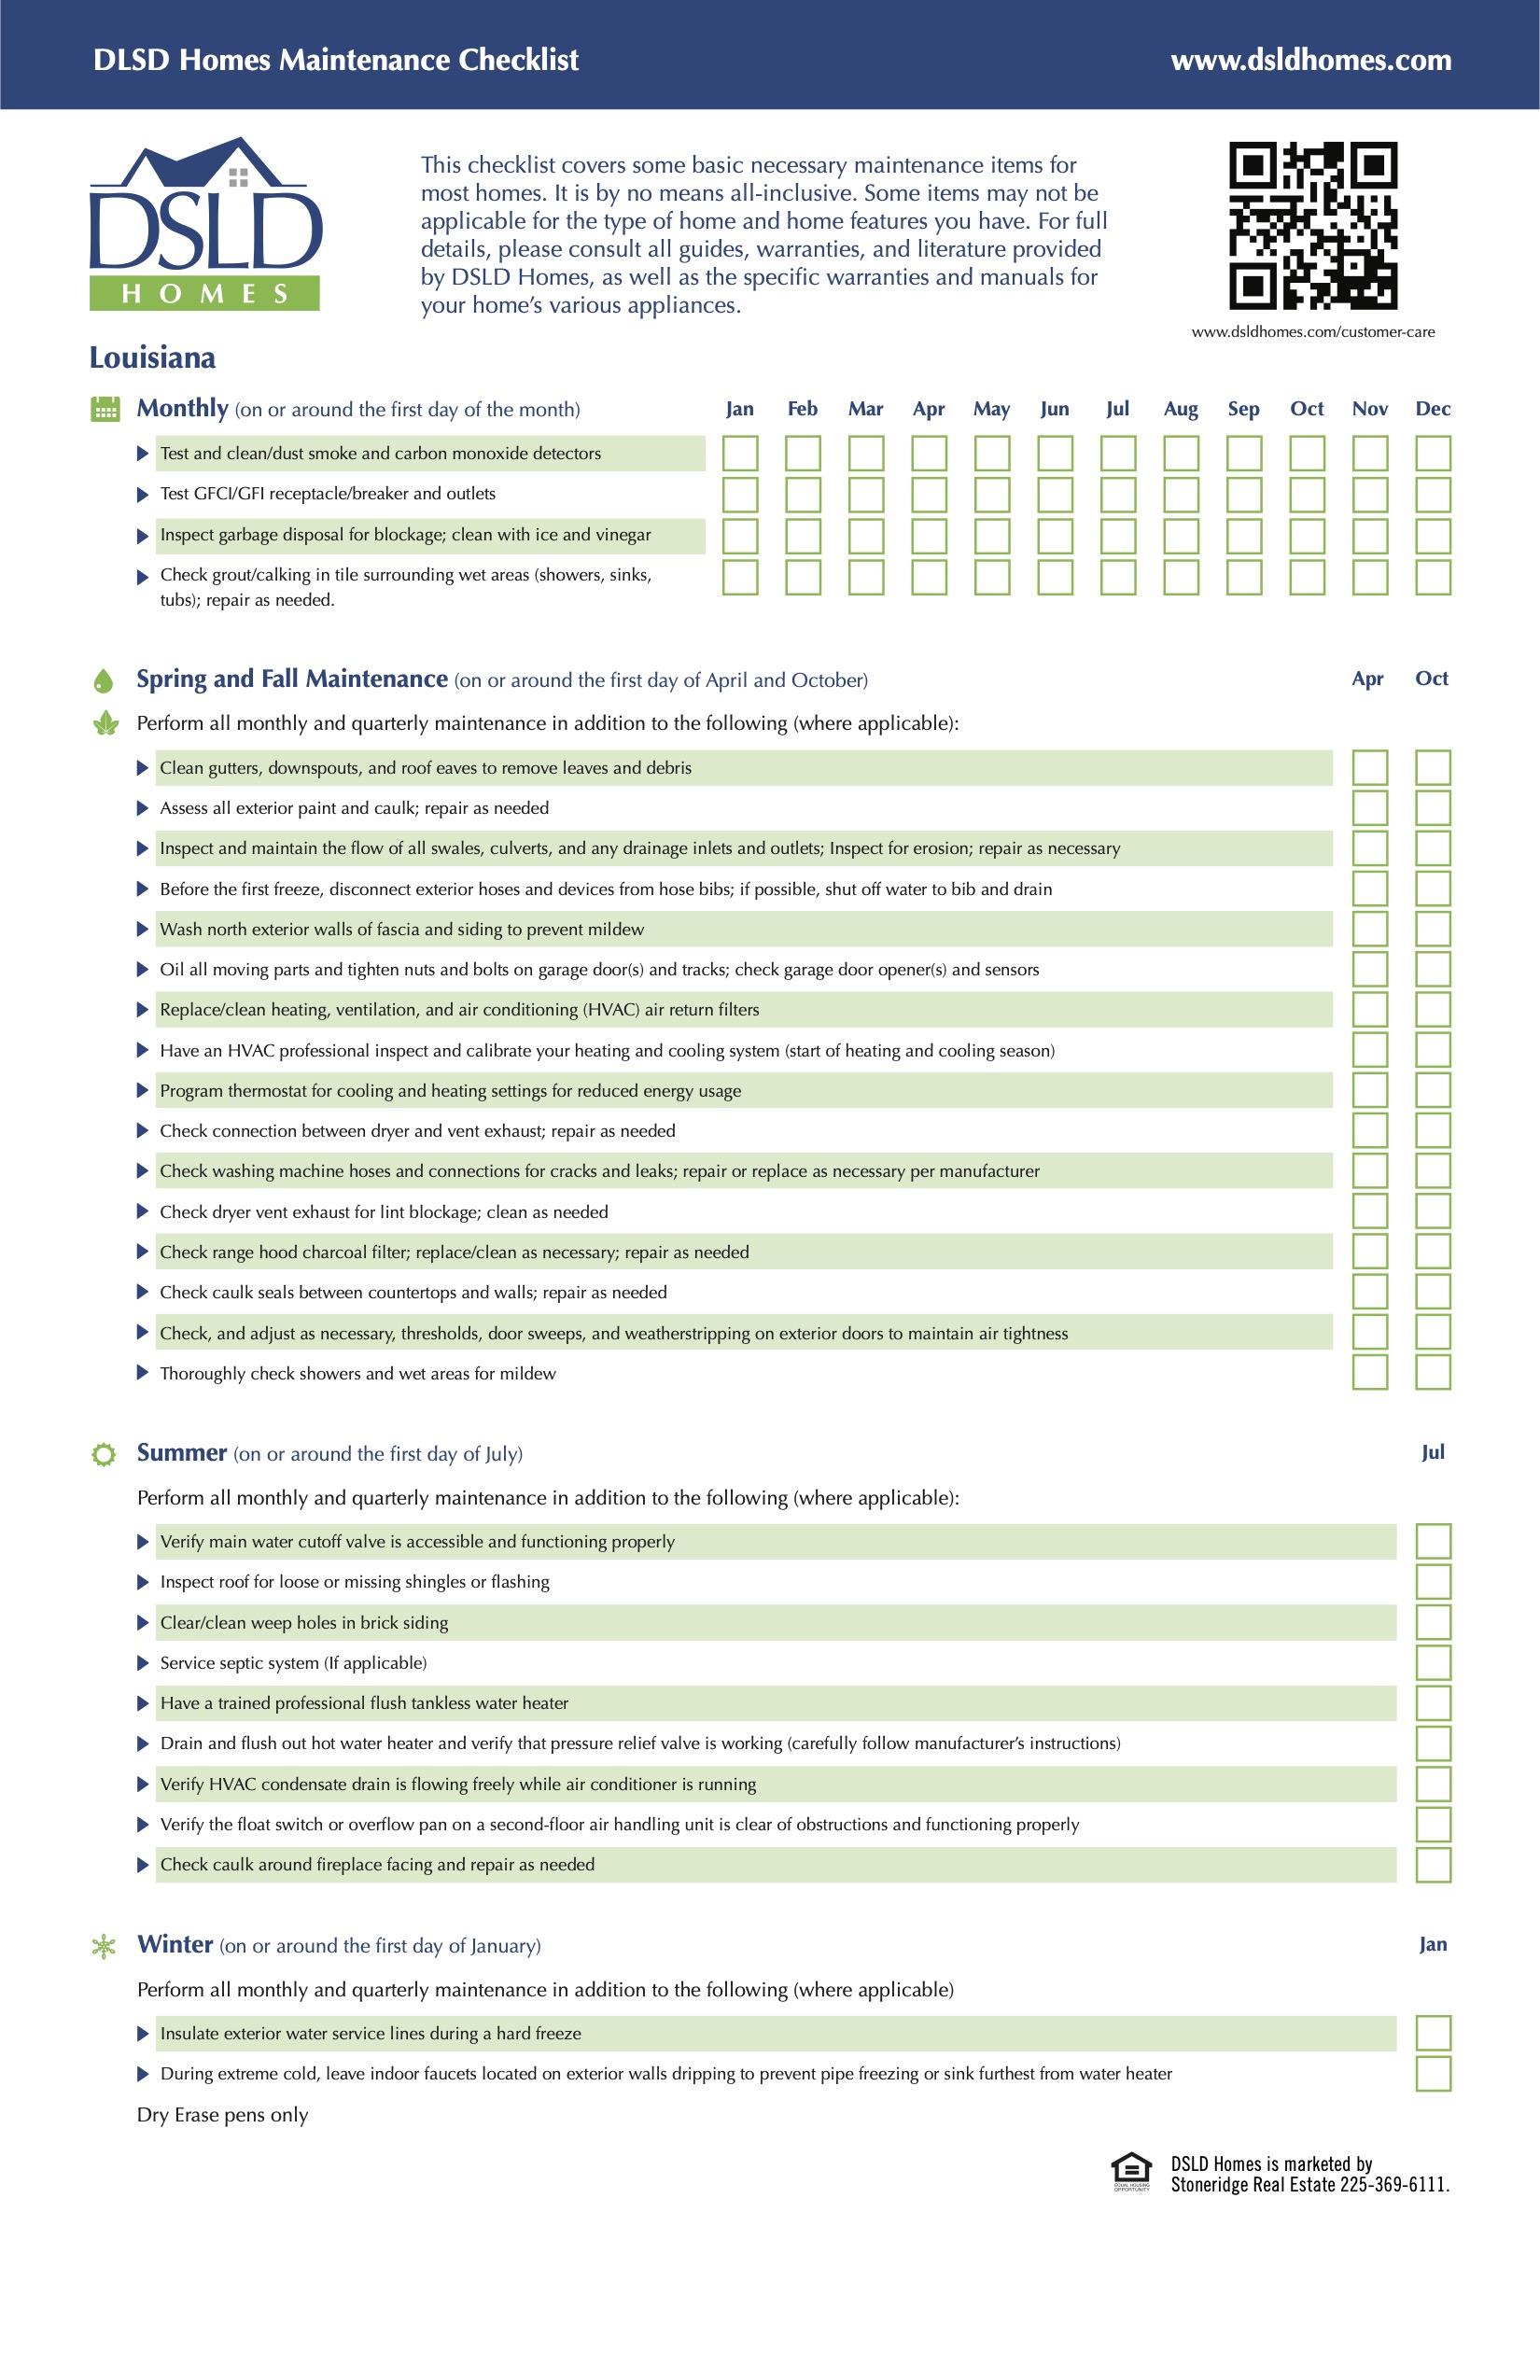 DLSD Homes Maintenance Checklist
www.dsldhomes.com
DSLD
HOMES
This checklist covers some basic necessary maintenance items for
most homes. It is by no means all-inclusive. Some items may not be
applicable for the type of home and home features you have. For full
details, please consult all guides, warranties, and literature provided
by DSLD Homes, as well as the specific warranties and manuals for
your home's various appliances.
www.dsldhomes.com/customer-care
Louisiana
Monthly (on or around the first day of the month) Jan Feb Mar Apr May Jun Jul Aug Sep Oct Nov Dec
Test and clean/dust smoke and carbon monoxide detectors
Test GFCI/GFI receptacle/breaker and outlets
Inspect garbage disposal for blockage; clean with ice and vinegar
Check grout/calking in tile surrounding wet areas (showers, sinks,
tubs); repair as needed.
Spring and Fall Maintenance (on or around the first day of April and October) Apr Oct
Perform all monthly and quarterly maintenance in addition to the following (where applicable):
Clean gutters, downspouts, and roof eaves to remove leaves and debris
Assess all exterior paint and caulk; repair as needed
Inspect and maintain the flow of all swales, culverts, and any drainage inlets and outlets; Inspect for erosion; repair as necessary
Before the first freeze, disconnect exterior hoses and devices from hose bibs; if possible, shut off water to bib and drain
Wash north exterior walls of fascia and siding to prevent mildew
Oil all moving parts and tighten nuts and bolts on garage door(s) and tracks; check garage door opener(s) and sensors
Replace/clean heating, ventilation, and air conditioning (HVAC) air return filters
Have an HVAC professional inspect and calibrate your heating and cooling system (start of heating and cooling season)
Program thermostat for cooling and heating settings for reduced energy usage
Check connection between dryer and vent exhaust; repair as needed
Check washing machine hoses and connections for cracks and leaks; repair or replace as necessary per manufacturer
Check dryer vent exhaust for lint blockage; clean as needed
Check range hood charcoal filter; replace/clean as necessary; repair as needed
Check caulk seals between countertops and walls; repair as needed
Check, and adjust as necessary, thresholds, door sweeps, and weatherstripping on exterior doors to maintain air tightness
Thoroughly check showers and wet areas for mildew
Summer (on or around the first day of July) Jul
Perform all monthly and quarterly maintenance in addition to the following (where applicable):
Verify main water cutoff valve is accessible and functioning properly
Inspect roof for loose or missing shingles or flashing
Clear/clean weep holes in brick siding
Service septic system (If applicable)
Have a trained professional flush tankless water heater
Drain and flush out hot water heater and verify that pressure relief valve is working (carefully follow manufacturer's instructions)
Verify HVAC condensate drain is flowing freely while air conditioner is running
Verify the float switch or overflow pan on a second-floor air handling unit is clear of obstructions and functioning properly
Check caulk around fireplace facing and repair as needed
Winter (on or around the first day of January) Jan
Perform all monthly and quarterly maintenance in addition to the following (where applicable)
Insulate exterior water service lines during a hard freeze
During extreme cold, leave indoor faucets located on exterior walls dripping to prevent pipe freezing or sink furthest from water heater
Dry Erase pens only
EQUAL HOUSING
OPPORTUNITY
DSLD Homes is marketed by
Stoneridge Real Estate 225-369-6111.